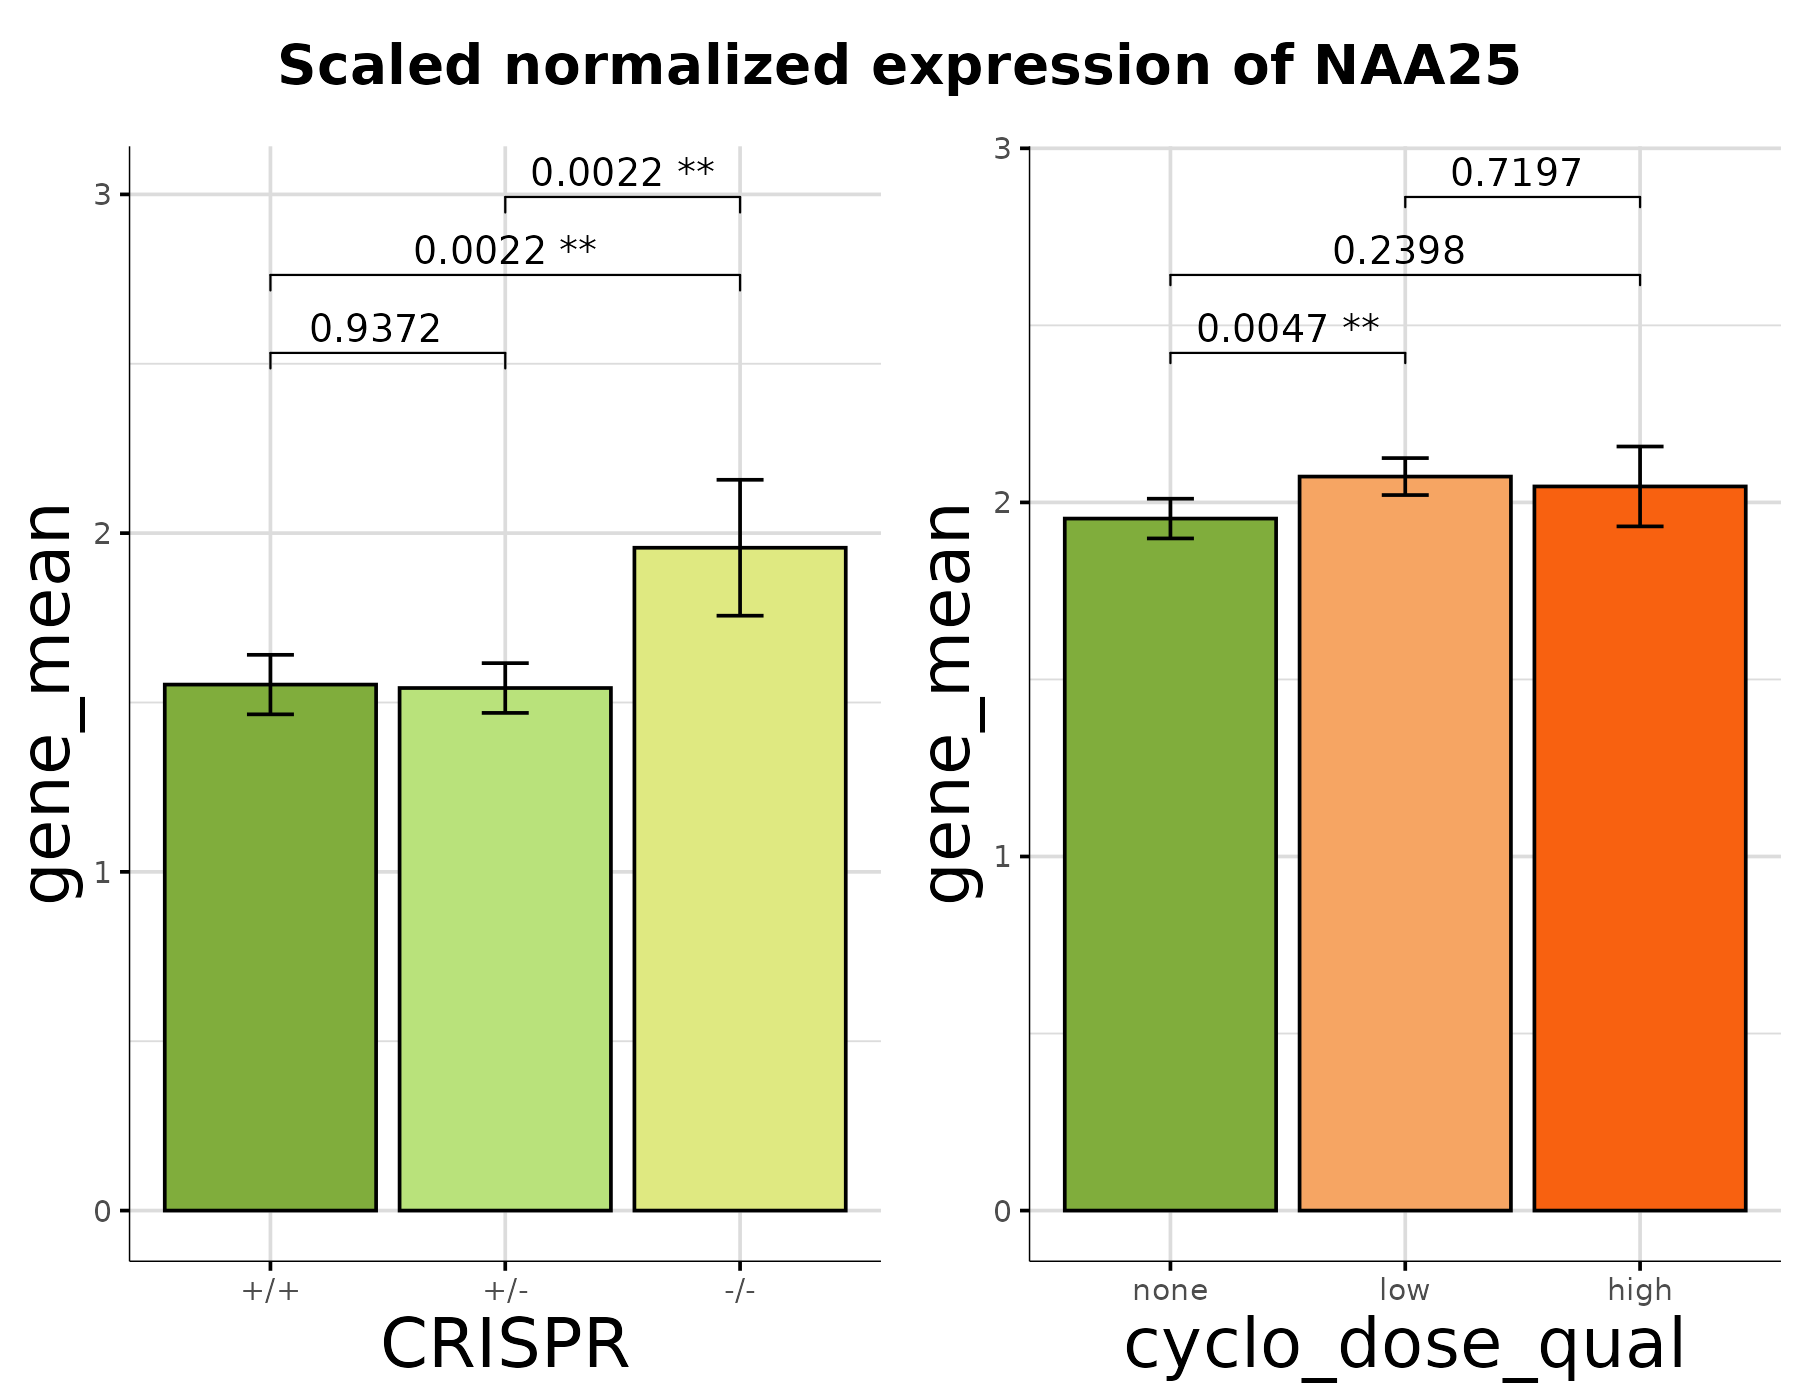 Scaled normalized expression of NAA25
gene_mean
3
2
1
0
0.0022 **
0.0022 **
0.9372
+/+ +/- -/-
CRISPR
gene_mean
3
2
1
0
0.7197
0.2398
0.0047 **
none low high
cyclo_dose_qual